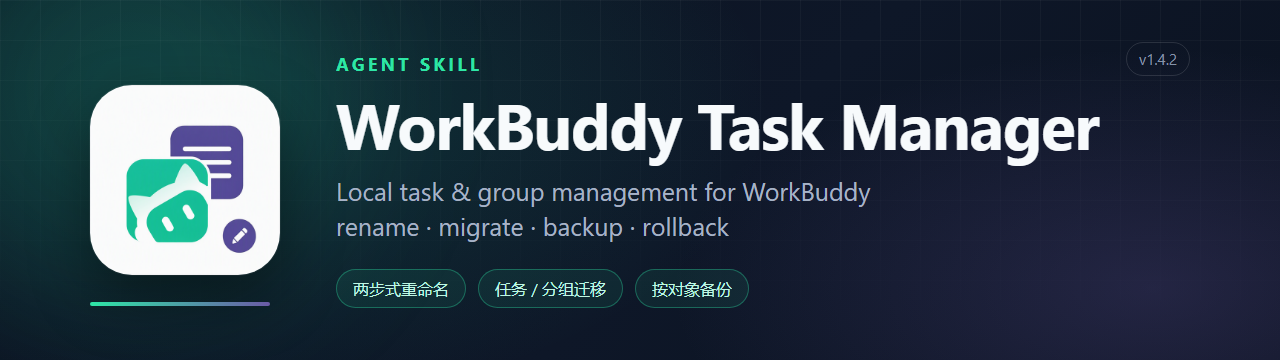 AGENT SKILL
v1.4.2
WorkBuddy Task Manager
Local task & group management for WorkBuddy
rename · migrate · backup · rollback
两步式重命名
任务 / 分组迁移
按对象备份